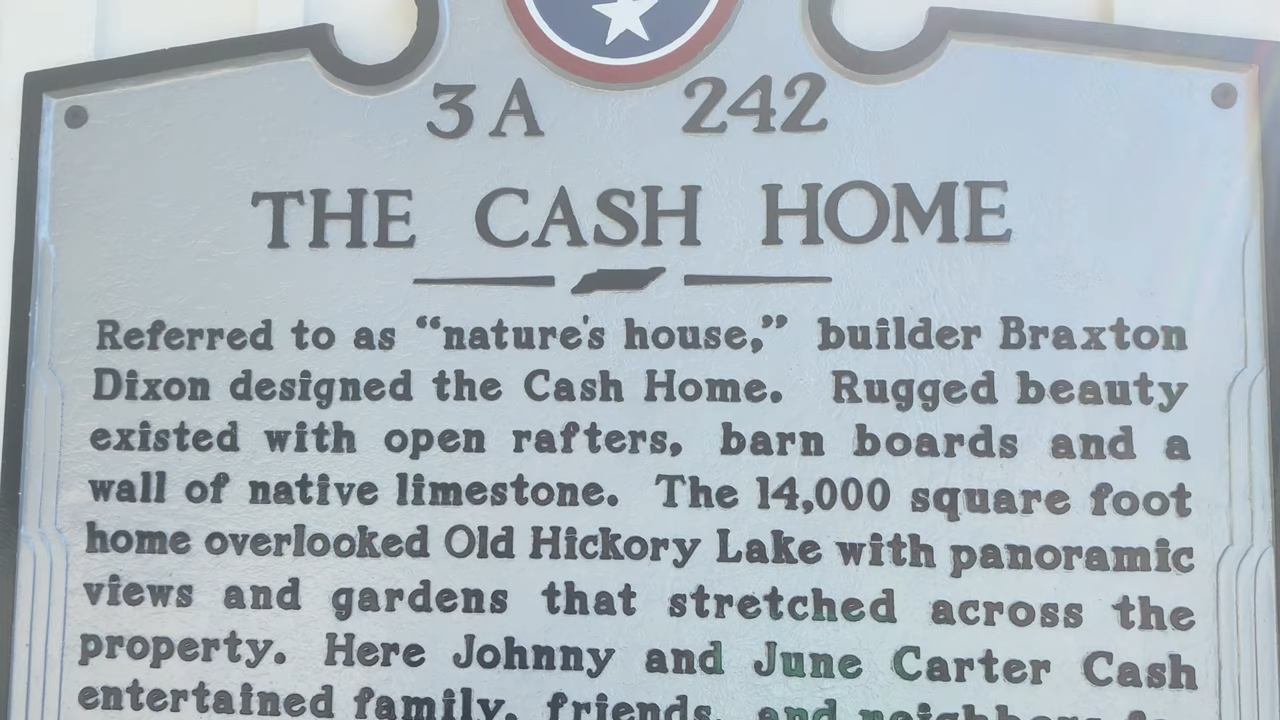 3A 242
THE CASH HOME
Referred to as “nature's house,” builder Braxton
Dixon designed the Cash Home. Rugged beauty
existed with open rafters, barn boards and a
wall of native limestone. The 14,000 square foot
home overlooked Old Hickory Lake with panoramic
views and gardens that stretched across the
property. Here Johnny and June Carter Cash
entertained family, friends, and neighbors